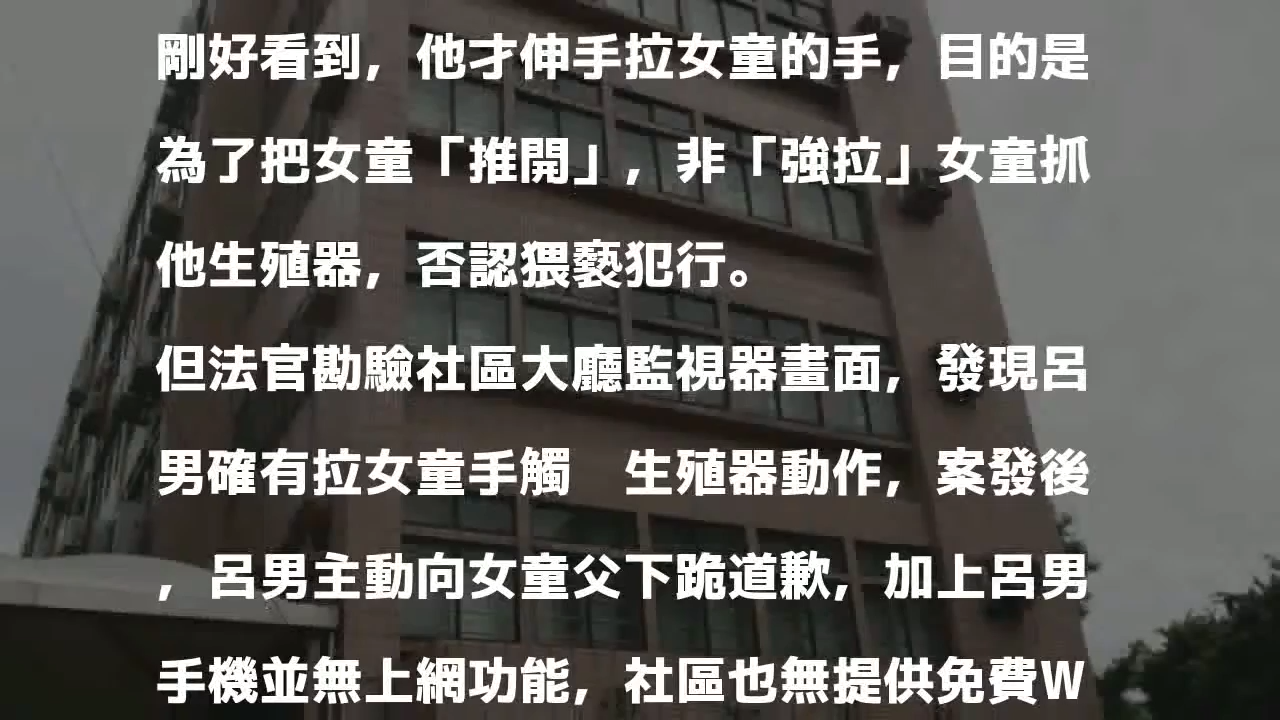 剛好看到，他才伸手拉女童的手，目的是
為了把女童「推開」，非「強拉」女童抓
他生殖器，否認猥褻犯行。
但法官勘驗社區大廳監視器畫面，發現呂
男確有拉女童手觸　生殖器動作，案發後
，呂男主動向女童父下跪道歉，加上呂男
手機並無上網功能，社區也無提供免費W